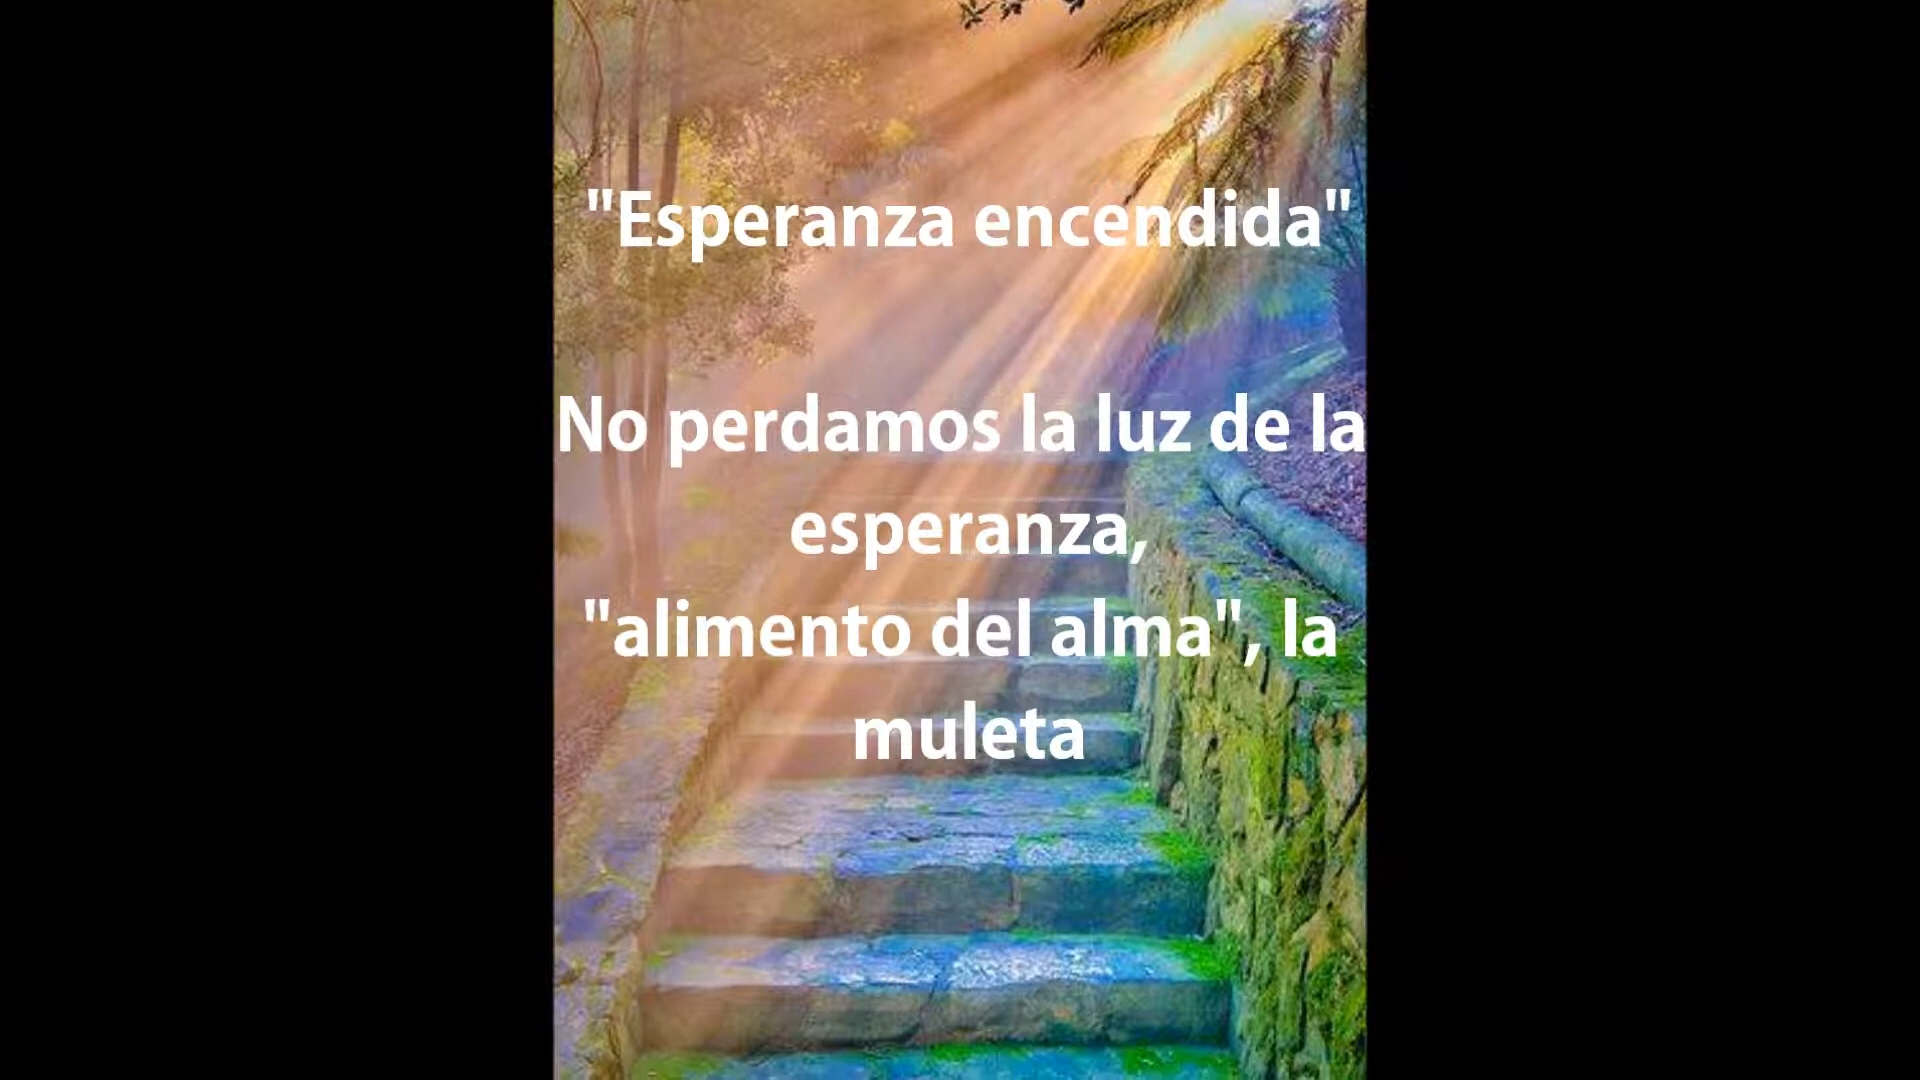 "Esperanza encendida"
No perdamos la luz de la
esperanza,
"alimento del alma", la
muleta